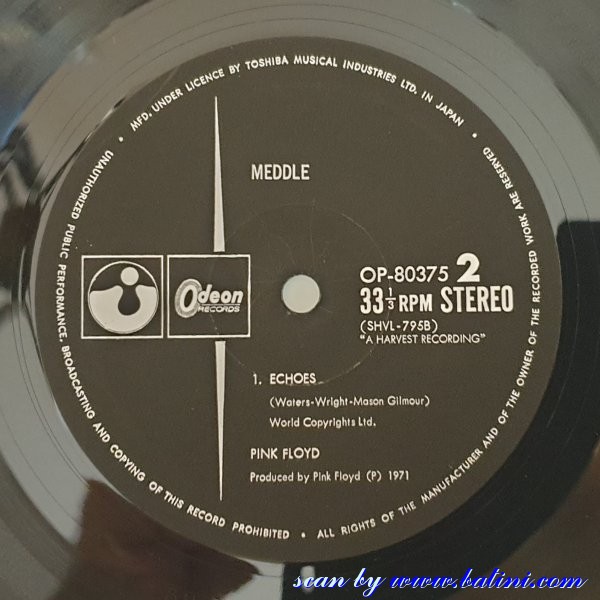 • MFD. UNDER LICENCE BY TOSHIBA MUSICAL INDUSTRIES LTD. IN JAPAN •
UNAUTHORIZED PUBLIC PERFORMANCE, BROADCASTING AND COPYING OF THIS RECORD PROHIBITED • ALL RIGHTS OF THE MANUFACTURER AND OF THE OWNER OF THE RECORDED WORK ARE RESERVED •
MEDDLE
Odeon
RECORDS
OP-80375 2
33 1/3 RPM STEREO
(SHVL-795B)
"A HARVEST RECORDING"
1. ECHOES
(Waters-Wright-Mason Gilmour)
World Copyrights Ltd.
PINK FLOYD
Produced by Pink Floyd (P) 1971
scan by www.batini.com